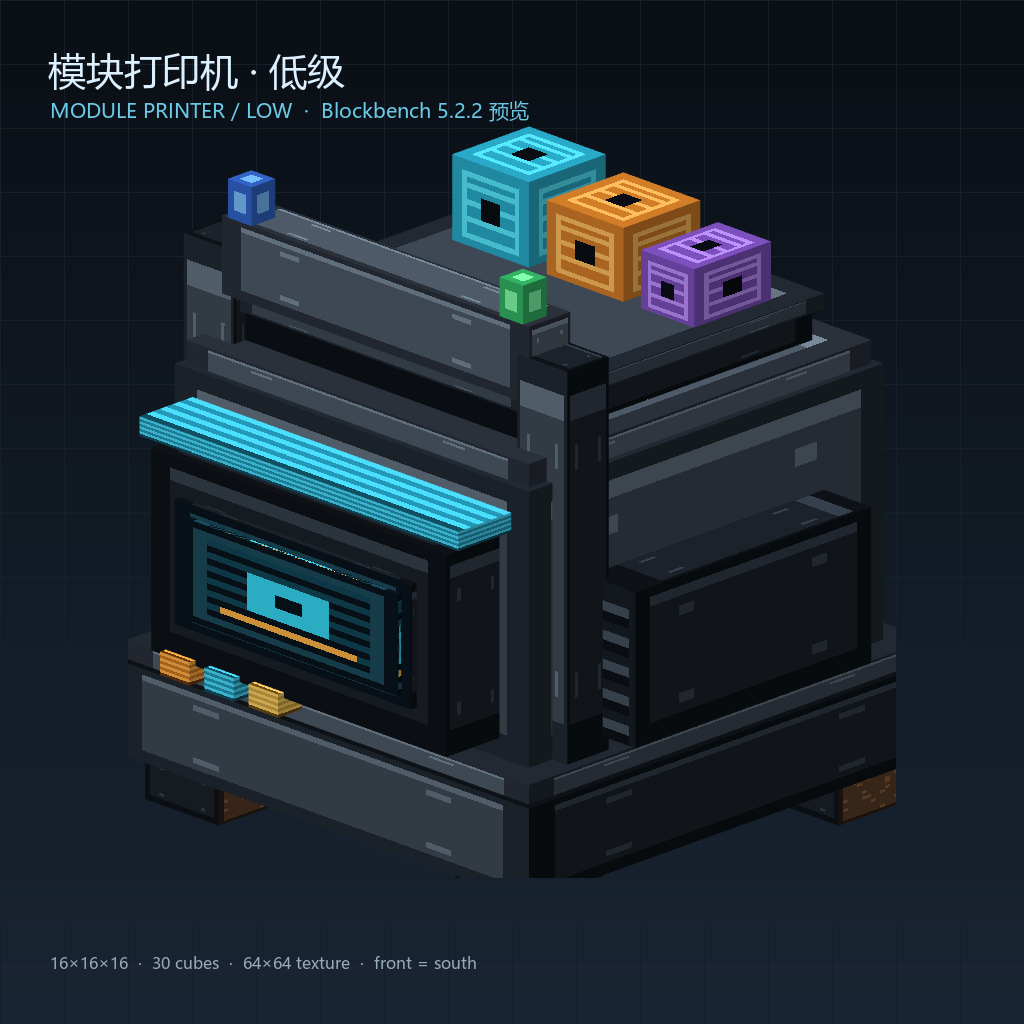 模块打印机 · 低级
MODULE PRINTER / LOW · Blockbench 5.2.2 预览
16×16×16 · 30 cubes · 64×64 texture · front = south